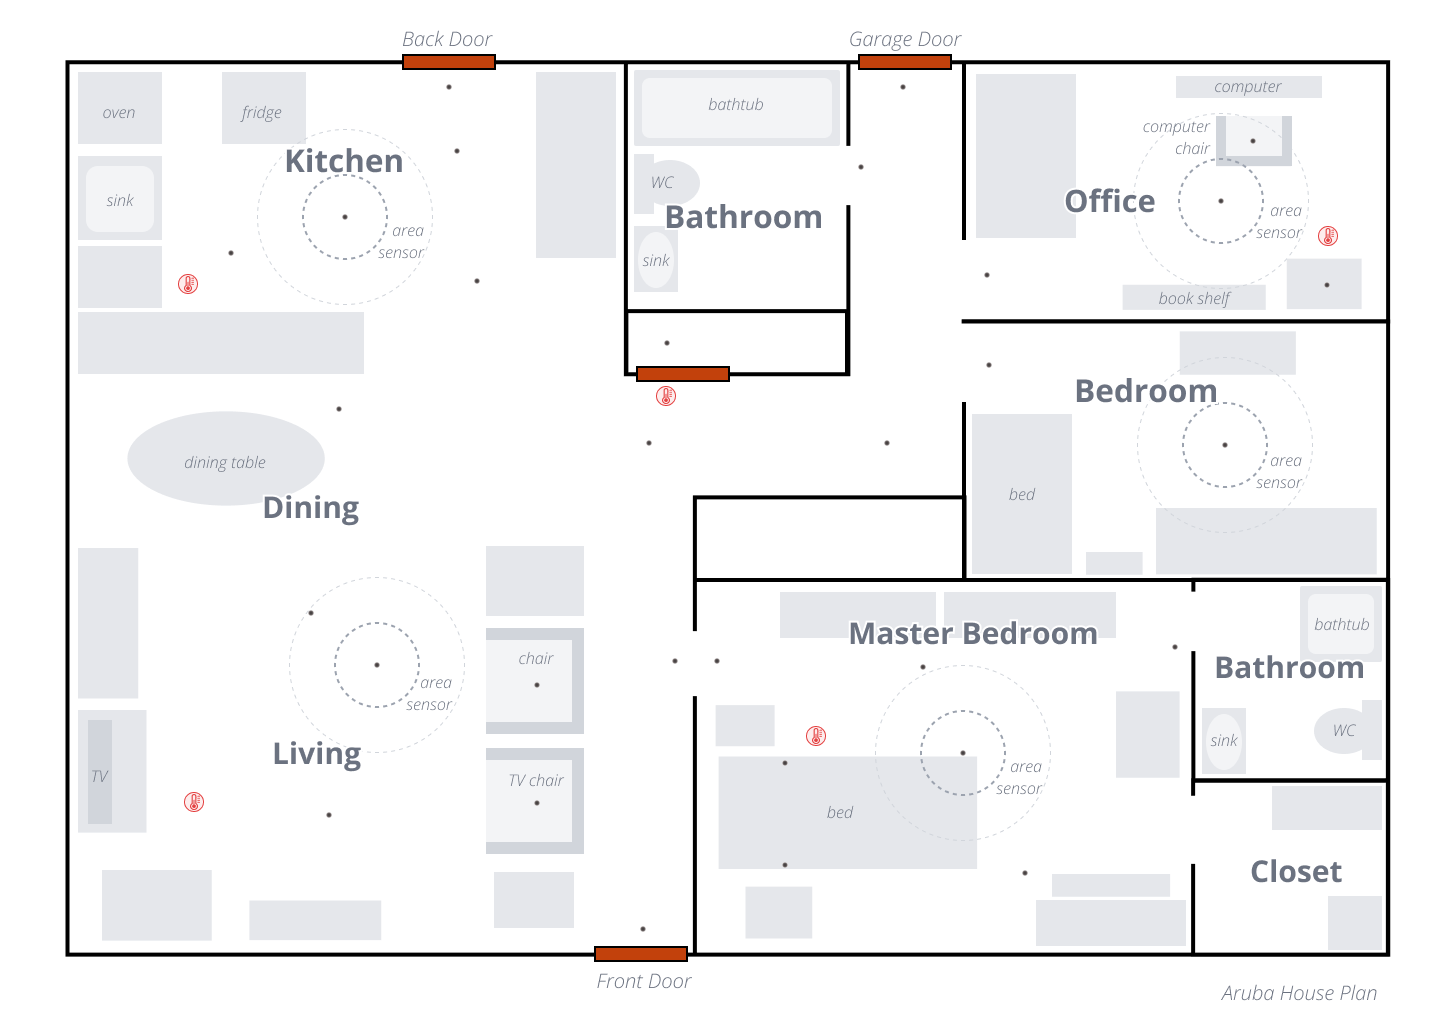 Back Door
Garage Door
oven
fridge
Kitchen
sink
area
sensor
bathtub
WC
Bathroom
sink
computer
computer
chair
Office
area
sensor
book shelf
dining table
Dining
Bedroom
area
sensor
bed
chair
area
sensor
Living
TV
TV chair
Master Bedroom
area
sensor
bed
bathtub
Bathroom
sink
WC
Closet
Front Door
Aruba House Plan